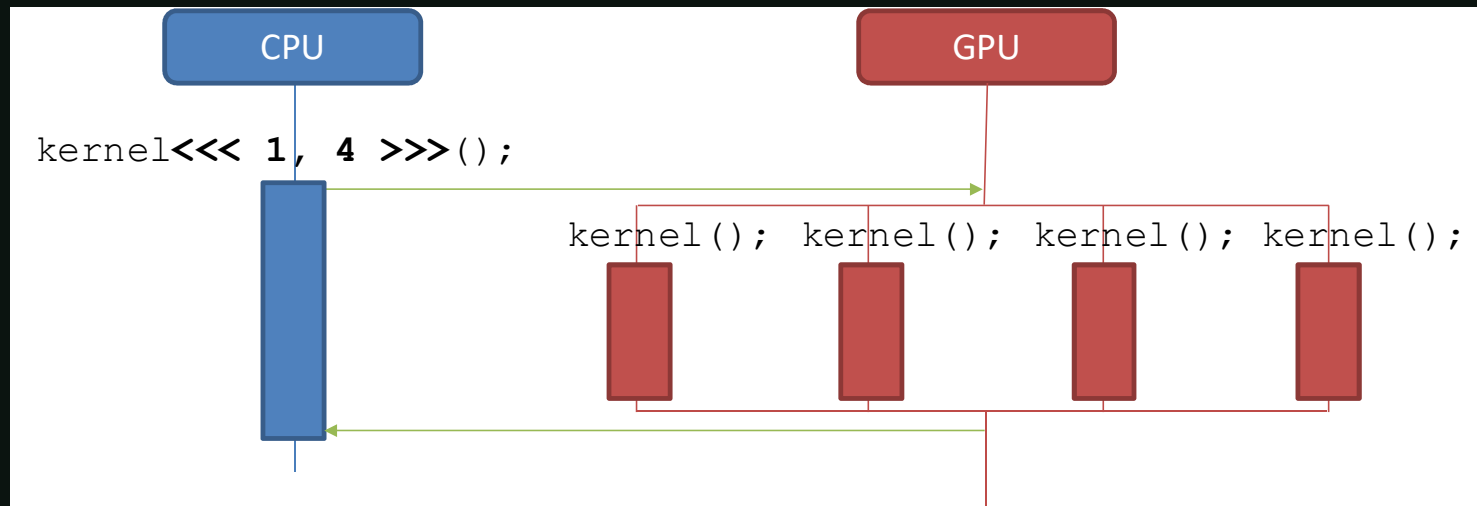 CPU
GPU
kernel<<< 1, 4 >>>();
kernel(); kernel(); kernel(); kernel();